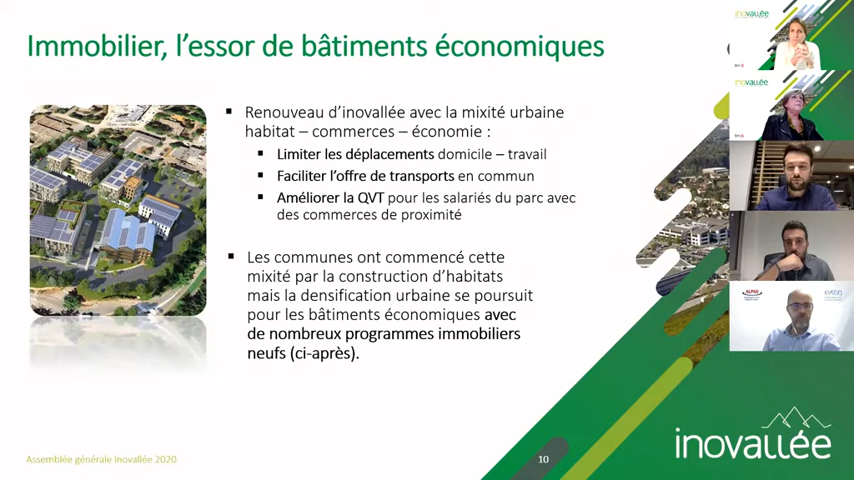 Immobilier, l'essor de bâtiments économiques
▪ Renouveau d'inovallée avec la mixité urbaine
habitat – commerces – économie :
▪ Limiter les déplacements domicile – travail
▪ Faciliter l'offre de transports en commun
▪ Améliorer la QVT pour les salariés du parc avec
des commerces de proximité
▪ Les communes ont commencé cette
mixité par la construction d'habitats
mais la densification urbaine se poursuit
pour les bâtiments économiques avec
de nombreux programmes immobiliers
neufs (ci-après).
inovallée
inovallée
ALPAO
inovallée
Assemblée générale inovallée 2020
10